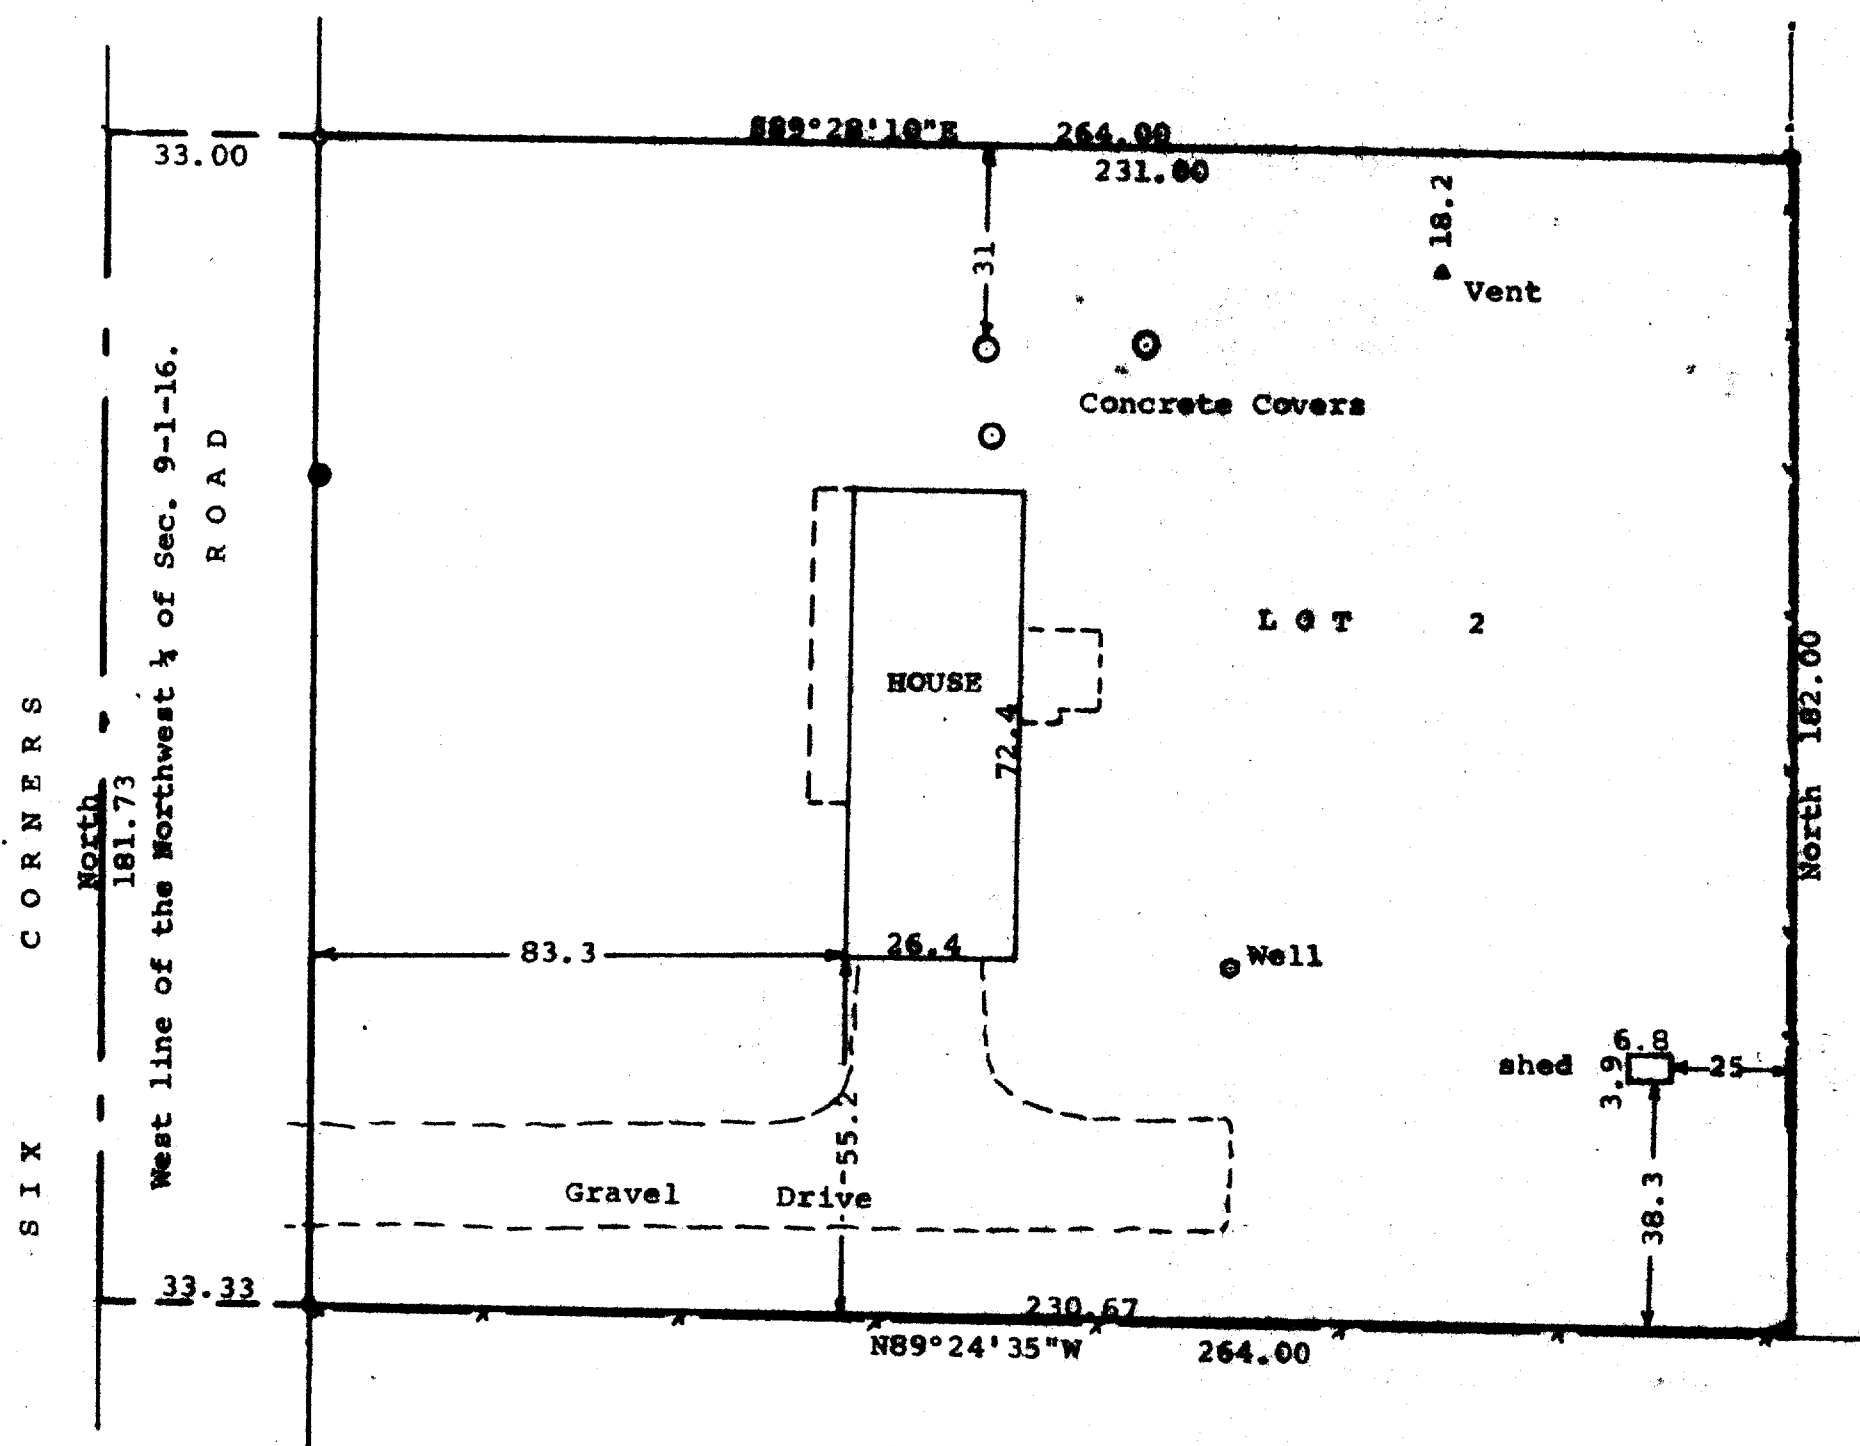 S89°28'10"E 264.00
33.00
231.00
18.2
31
Vent
Concrete Covers
West line of the Northwest ¼ of Sec. 9-1-16.
SIX CORNERS
ROAD
North
181.73
LOT 2
HOUSE
72.4
North 182.00
83.3
26.4
Well
shed
6.8
3.9
25
55.2
38.3
Gravel Drive
33.33
230.67
N89°24'35"W 264.00